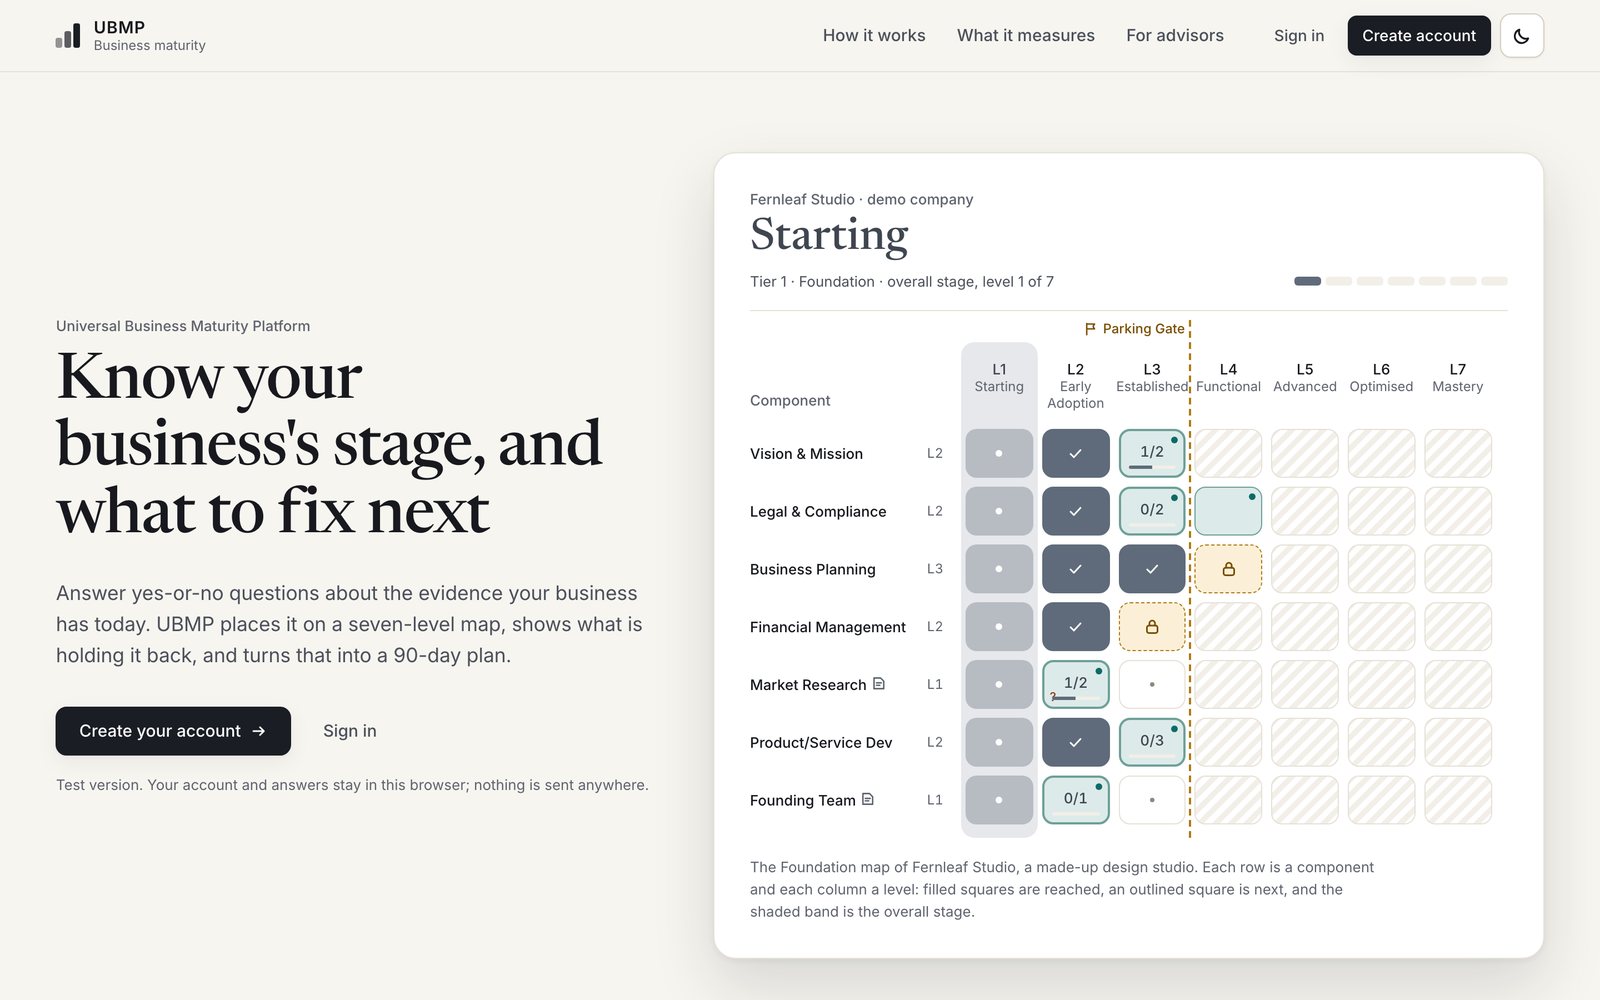 UBMP
Business maturity
How it works
What it measures
For advisors
Sign in
Create account
Universal Business Maturity Platform
Know your
business's stage, and
what to fix next
Answer yes-or-no questions about the evidence your business
has today. UBMP places it on a seven-level map, shows what is
holding it back, and turns that into a 90-day plan.
Create your account →
Sign in
Test version. Your account and answers stay in this browser; nothing is sent anywhere.
Fernleaf Studio · demo company
Starting
Tier 1 · Foundation · overall stage, level 1 of 7
Parking Gate
Component
L1
Starting
L2
Early
Adoption
L3
Established
L4
Functional
L5
Advanced
L6
Optimised
L7
Mastery
Vision & Mission L2 1/2
Legal & Compliance L2 0/2
Business Planning L3
Financial Management L2
Market Research L1 ? 1/2
Product/Service Dev L2 0/3
Founding Team L1 0/1
The Foundation map of Fernleaf Studio, a made-up design studio. Each row is a component
and each column a level: filled squares are reached, an outlined square is next, and the
shaded band is the overall stage.